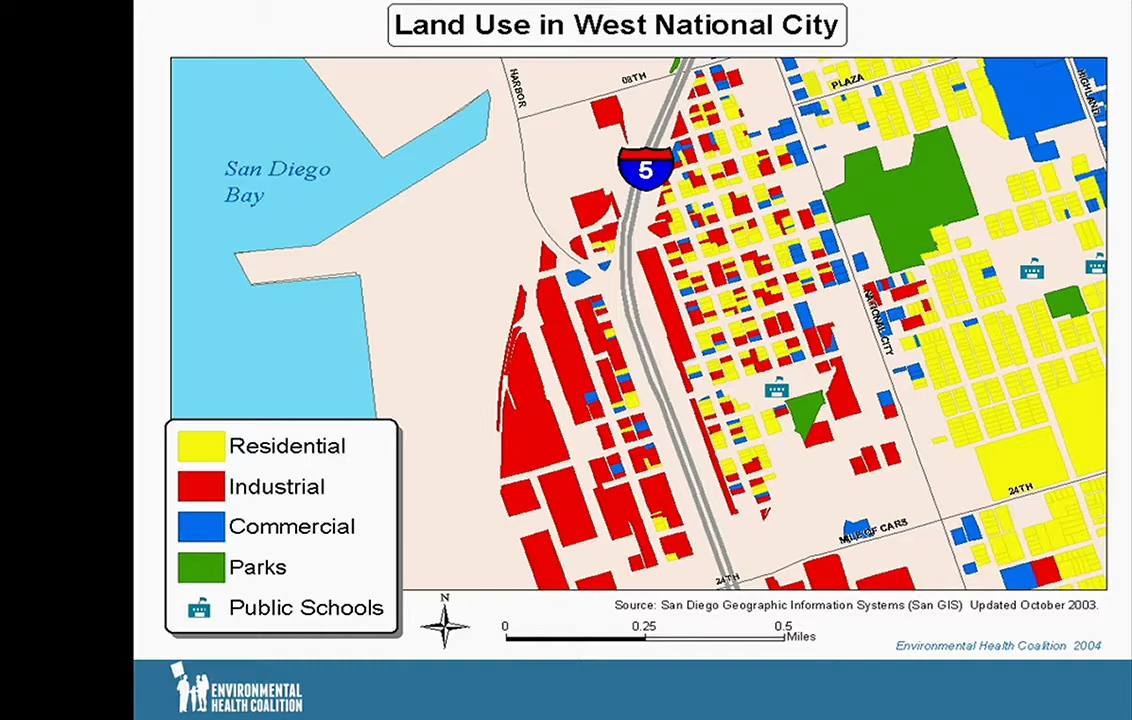 Land Use in West National City
HARBOR
08TH
PLAZA
HIGHLAND
5
San Diego
Bay
NATIONAL CITY
24TH
MILE OF CARS
24TH
Residential
Industrial
Commercial
Parks
Public Schools
N
0 0.25 0.5
Miles
Source: San Diego Geographic Information Systems (San GIS) Updated October 2003.
Environmental Health Coalition 2004
ENVIRONMENTAL
HEALTH COALITION